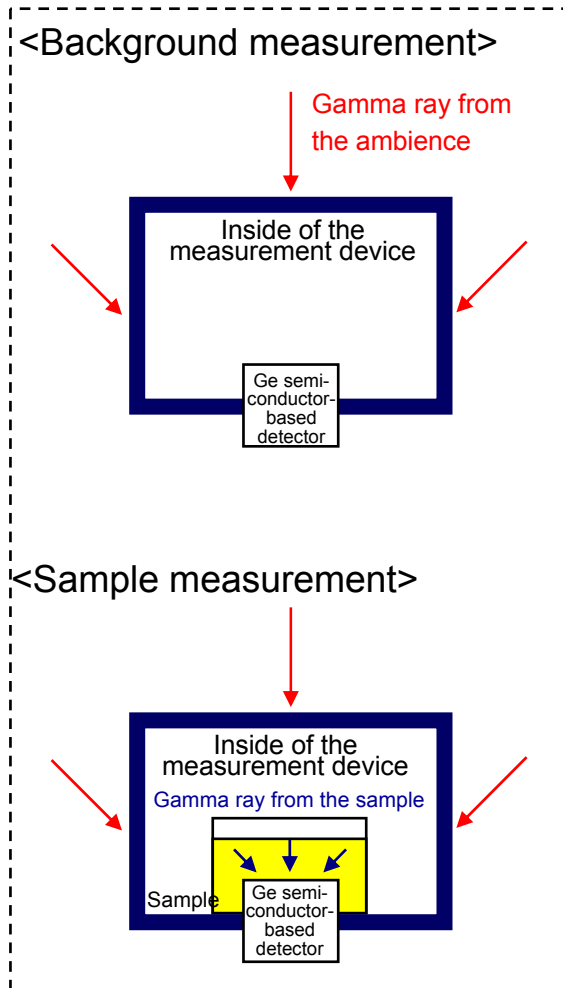 <Background measurement>
Gamma ray from
the ambience
Inside of the
measurement device
Ge semi-
conductor-
based
detector
<Sample measurement>
Inside of the
measurement device
Gamma ray from the sample
Sample
Ge semi-
conductor-
based
detector